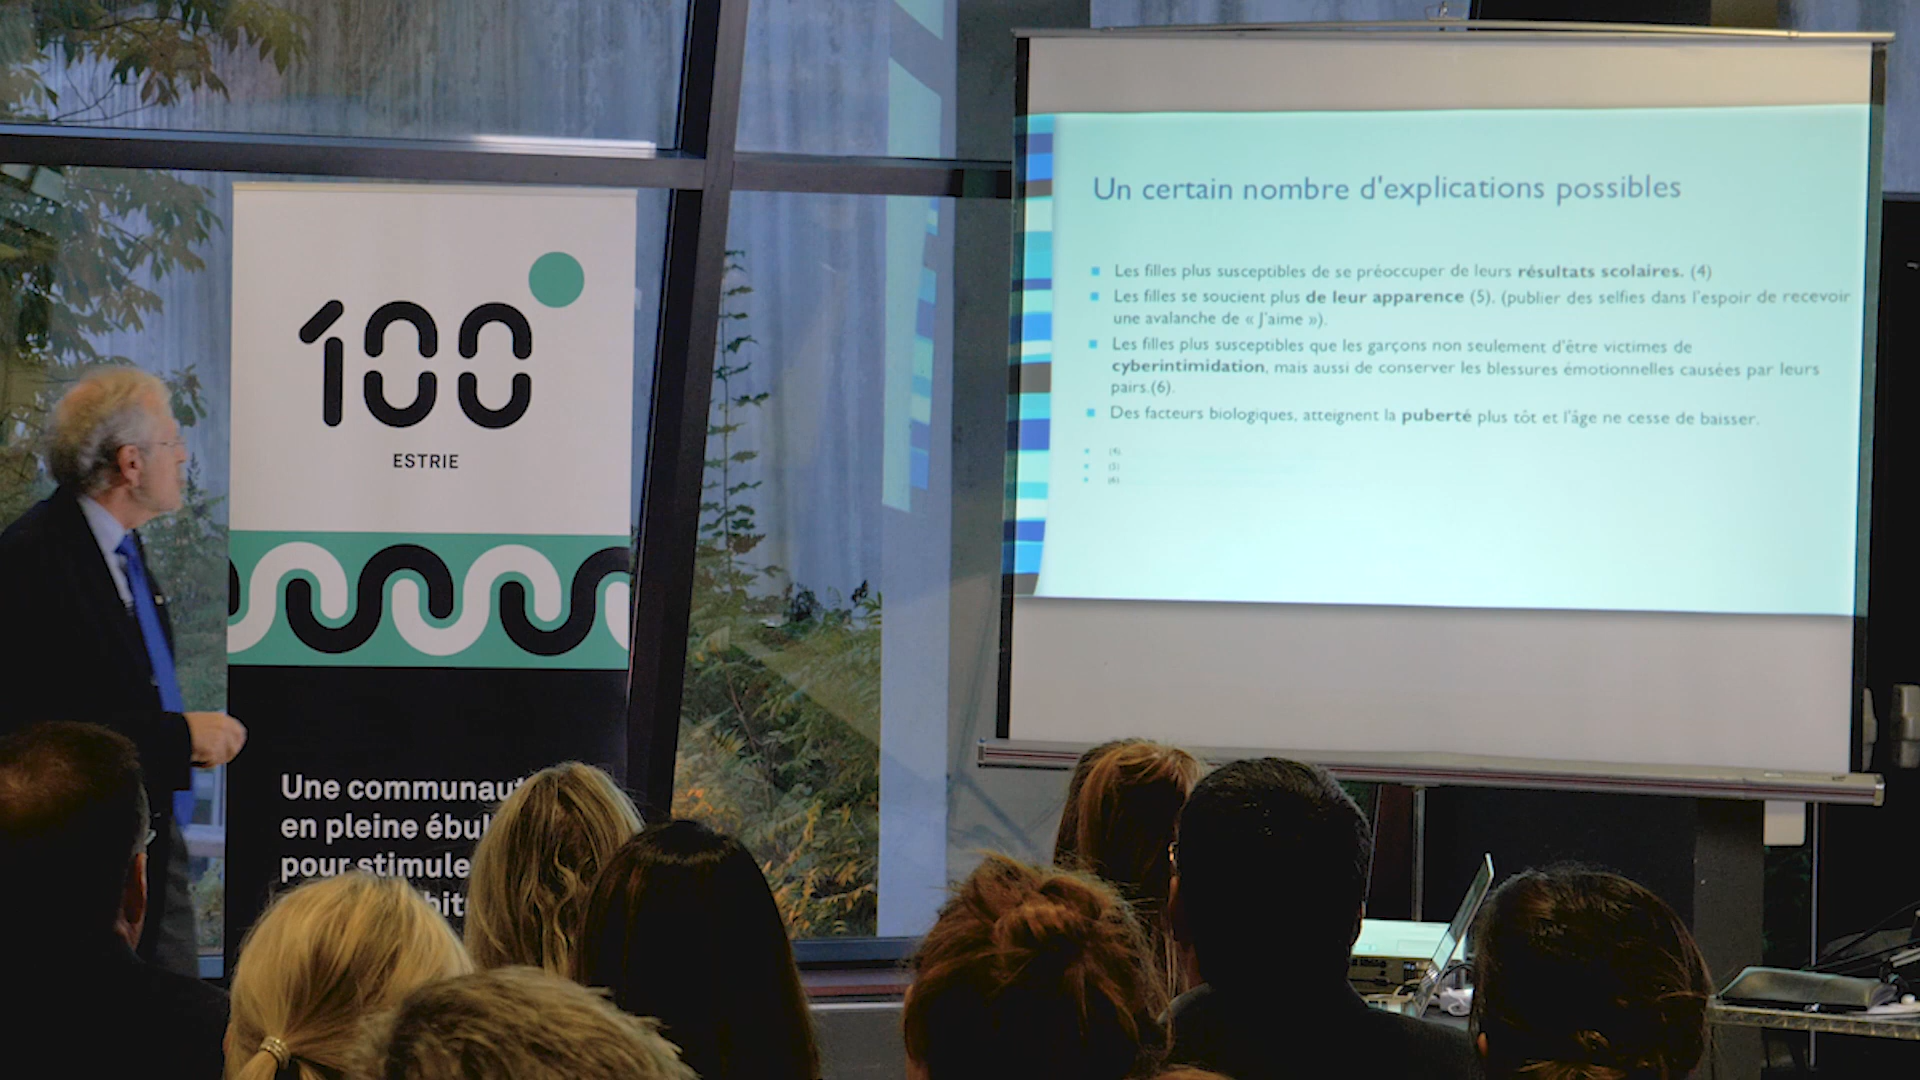 100°
ESTRIE
Une communau
en pleine ébul
pour stimule
bit
Un certain nombre d'explications possibles
Les filles plus susceptibles de se préoccuper de leurs résultats scolaires. (4)
Les filles se soucient plus de leur apparence (5). (publier des selfies dans l'espoir de recevoir
une avalanche de « J'aime »).
Les filles plus susceptibles que les garçons non seulement d'être victimes de
cyberintimidation, mais aussi de conserver les blessures émotionnelles causées par leurs
pairs.(6).
Des facteurs biologiques, atteignent la puberté plus tôt et l'âge ne cesse de baisser.
(4).
(5)
(6)